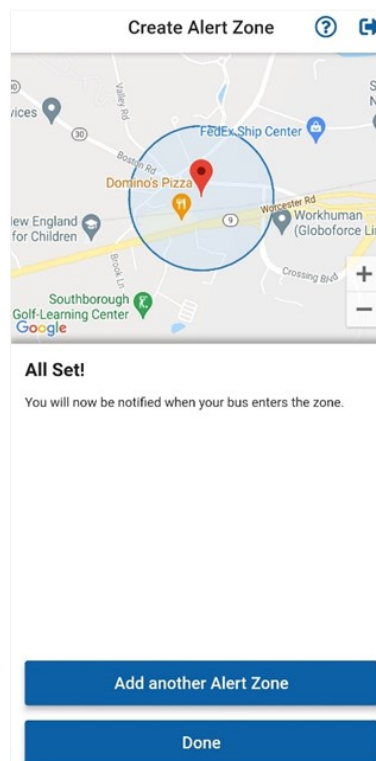 Create Alert Zone
?
Valley Rd
vices
30
FedEx Ship Center
Boston Rd
Domino's Pizza
Worcester Rd
9
Workhuman
(Globoforce Li
ew England
for Children
Brook Ln
Crossing Blvd
+
−
Southborough
Golf-Learning Center
Google
All Set!
You will now be notified when your bus enters the zone.
Add another Alert Zone
Done